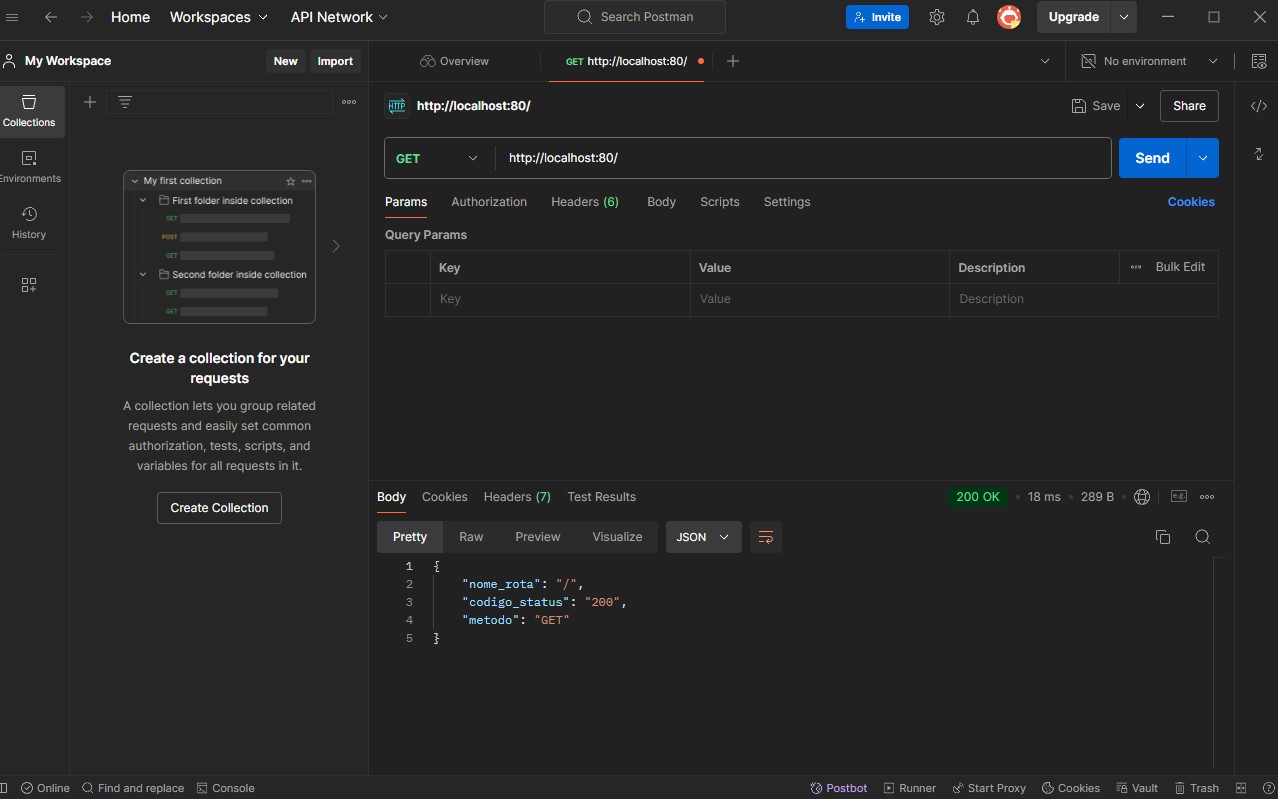 Home Workspaces API Network Search Postman Invite Upgrade
My Workspace New Import Overview GET http://localhost:80/ No environment
Collections
Environments
History
My first collection
First folder inside collection
GET
POST
GET
Second folder inside collection
GET
GET
Create a collection for your
requests
A collection lets you group related
requests and easily set common
authorization, tests, scripts, and
variables for all requests in it.
Create Collection
HTTP http://localhost:80/ Save Share
GET http://localhost:80/ Send
Params Authorization Headers (6) Body Scripts Settings Cookies
Query Params
Key Value Description Bulk Edit
Key Value Description
Body Cookies Headers (7) Test Results 200 OK 18 ms 289 B e.g.
Pretty Raw Preview Visualize JSON
1 {
2 "nome_rota": "/",
3 "codigo_status": "200",
4 "metodo": "GET"
5 }
Online Find and replace Console Postbot Runner Start Proxy Cookies Vault Trash